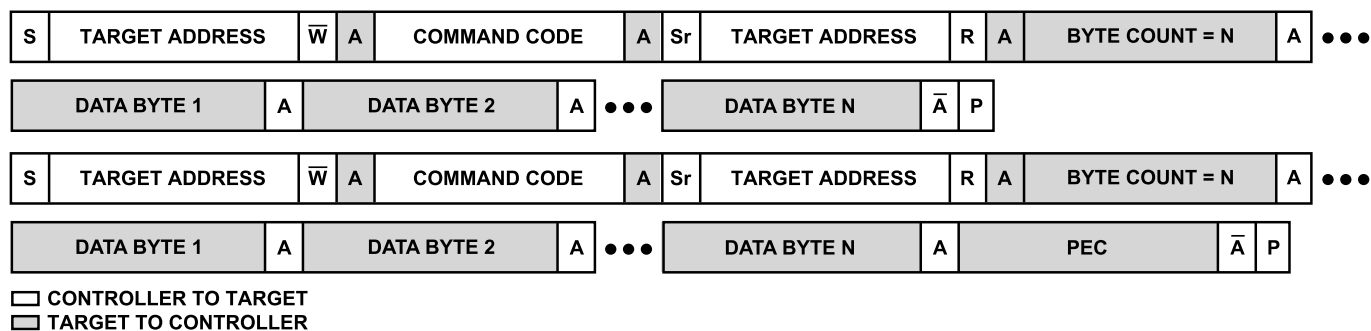 S TARGET ADDRESS W̅ A COMMAND CODE A Sr TARGET ADDRESS R A BYTE COUNT = N A •••
DATA BYTE 1 A DATA BYTE 2 A ••• DATA BYTE N A̅ P
S TARGET ADDRESS W̅ A COMMAND CODE A Sr TARGET ADDRESS R A BYTE COUNT = N A •••
DATA BYTE 1 A DATA BYTE 2 A ••• DATA BYTE N A PEC A̅ P
CONTROLLER TO TARGET
TARGET TO CONTROLLER